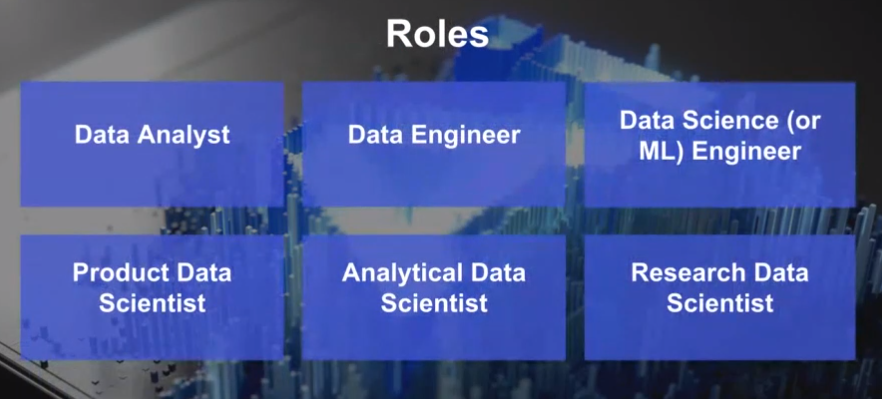 Roles
Data Analyst
Data Engineer
Data Science (or
ML) Engineer
Product Data
Scientist
Analytical Data
Scientist
Research Data
Scientist